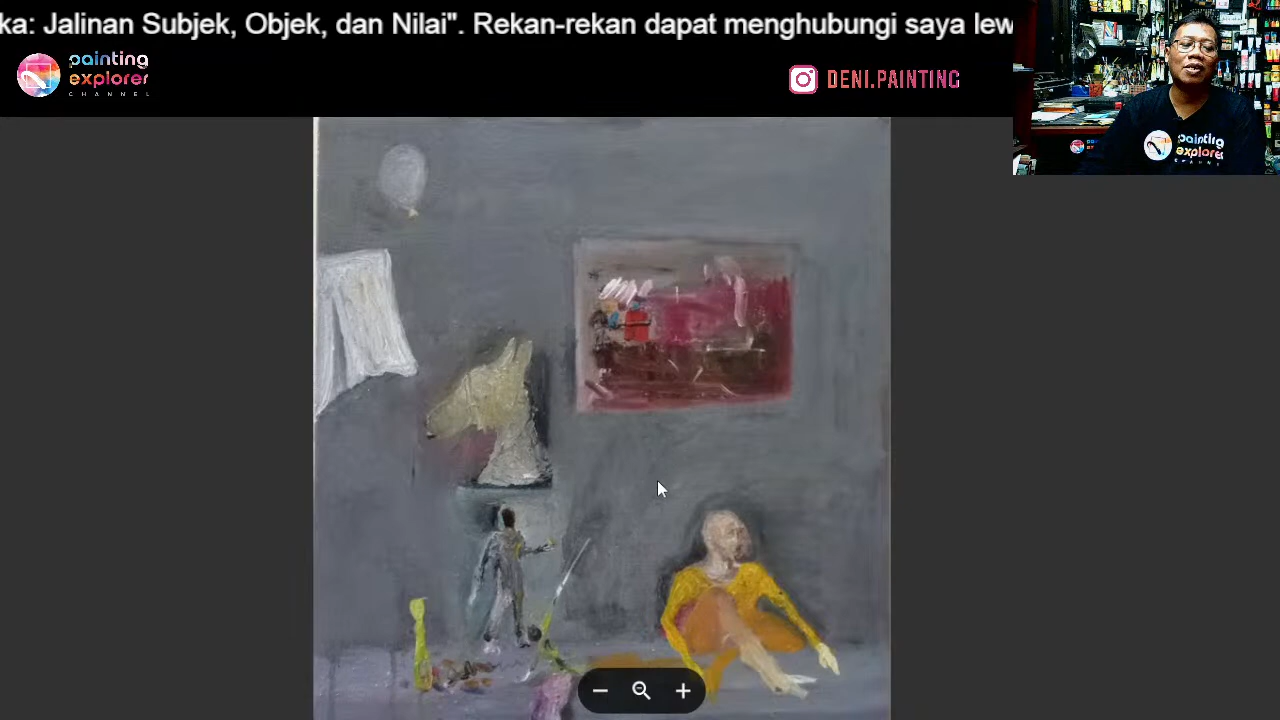 ka: Jalinan Subjek, Objek, dan Nilai". Rekan-rekan dapat menghubungi saya lew
painting
explorer
CHANNEL
DENI.PAINTING
painting
explorer